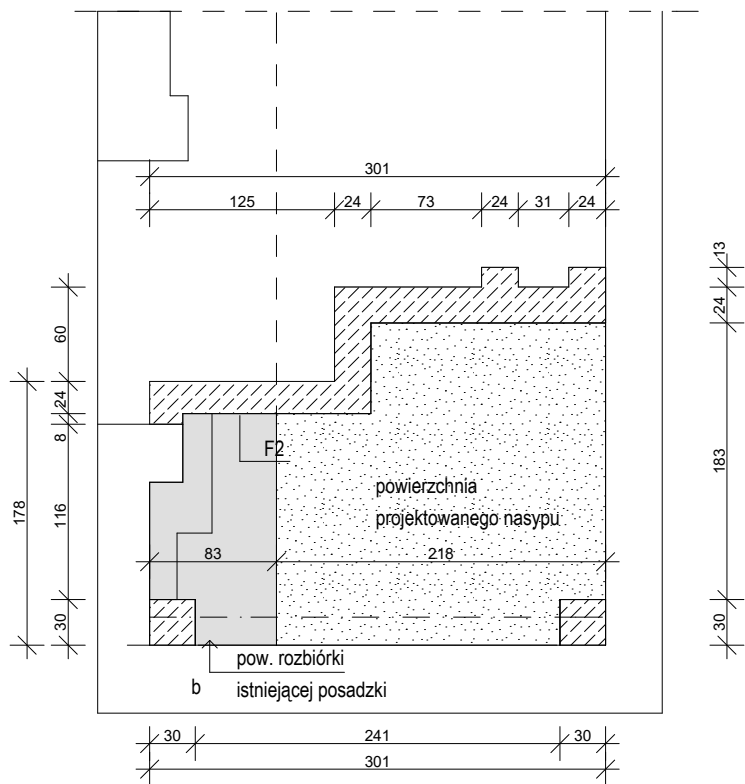 301
125 24 73 24 31 24
13
24
183
30
60
24
8
116
30
178
F2
powierzchnia
projektowanego nasypu
83 218
pow. rozbiórki
b istniejącej posadzki
30 241 30
301